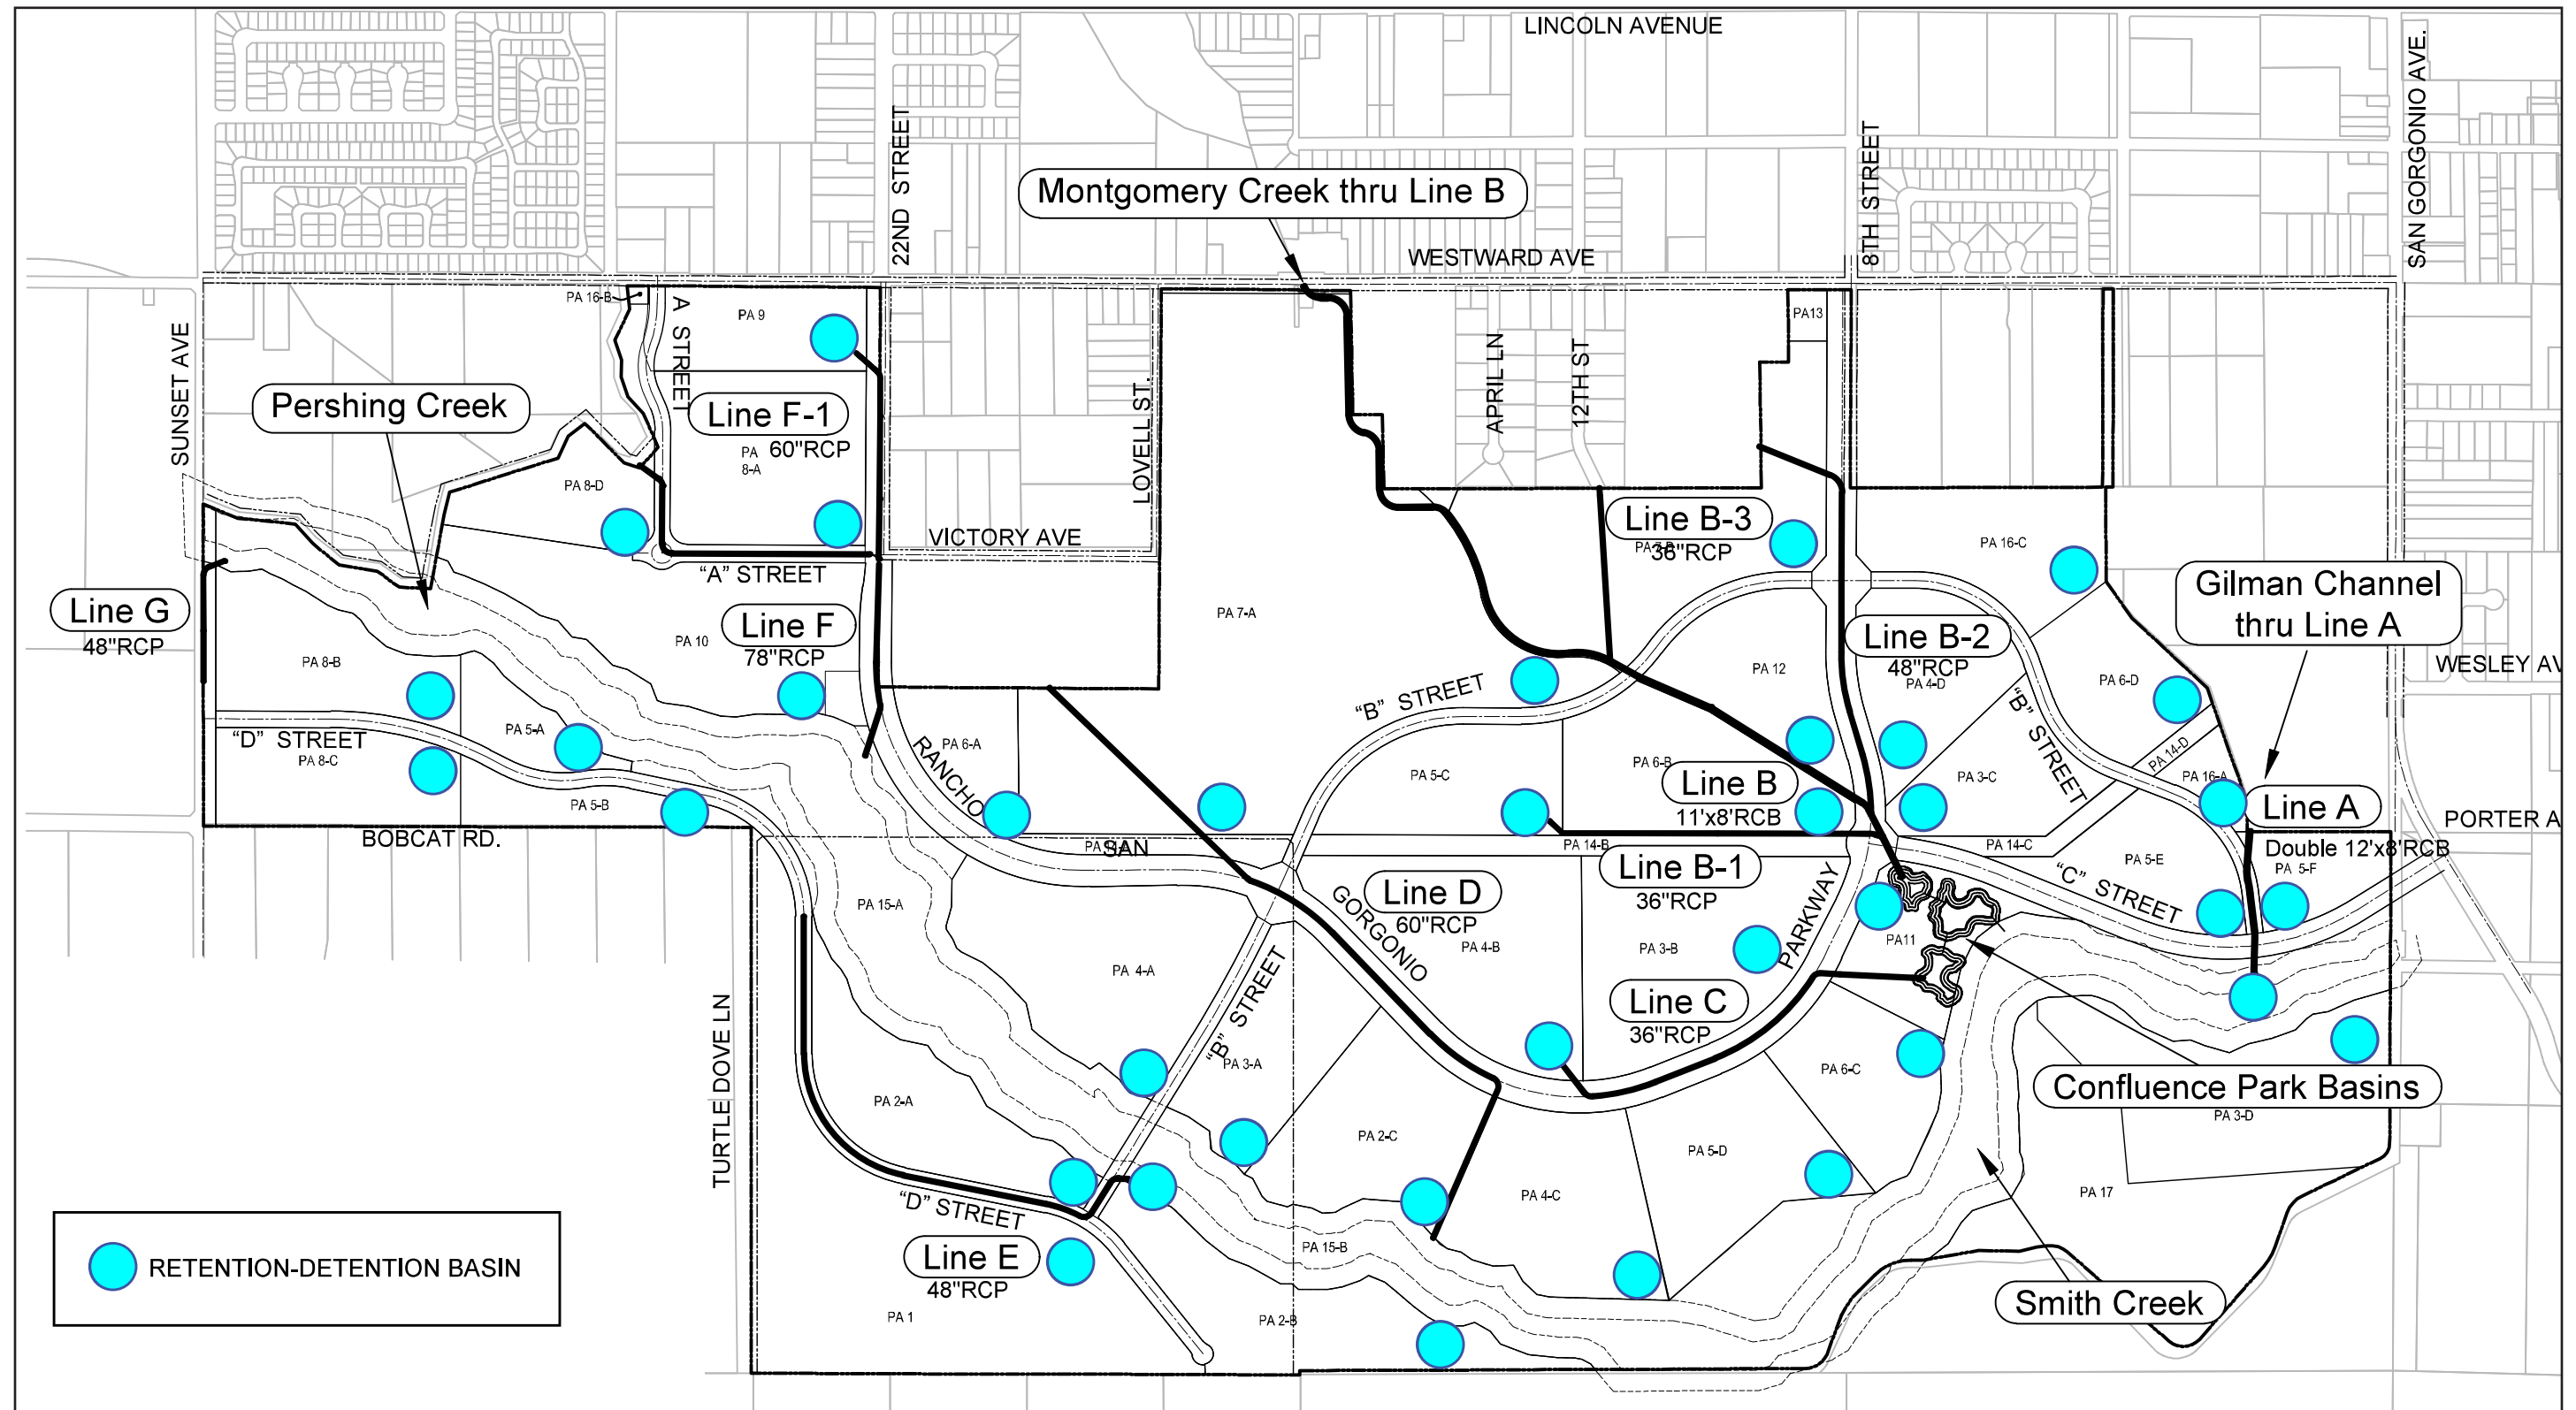 LINCOLN AVENUE
SAN GORGONIO AVE.
22ND STREET
8TH STREET
Montgomery Creek thru Line B
WESTWARD AVE
PA 16-B
A STREET
PA 9
PA13
SUNSET AVE
LOVELL ST.
APRIL LN
12TH ST
Pershing Creek
Line F-1
60"RCP
PA
8-A
PA 8-D
Line B-3
36"RCP
PA 16-C
VICTORY AVE
"A" STREET
Gilman Channel
thru Line A
Line G
48"RCP
Line F
78"RCP
PA 10
PA 7-A
Line B-2
48"RCP
PA 4-D
PA 12
PA 8-B
PA 6-D
WESLEY AV
"B" STREET
"B" STREET
"D" STREET
PA 8-C
PA 5-A
PA 6-A
PA 5-C
PA 6-B
Line B
11'x8'RCB
PA 3-C
PA 14-D
PA 16-A
Line A
Double 12'x8'RCB
PORTER A
PA 5-B
BOBCAT RD.
RANCHO
SAN
PA 14-B
PA 14-C
PA 5-E
PA 5-F
Line B-1
36"RCP
Line D
60"RCP
GORGONIO
PARKWAY
"C" STREET
PA 15-A
PA 4-A
PA 4-B
PA 3-B
PA11
Line C
36"RCP
TURTLE DOVE LN
"B" STREET
PA 3-A
PA 6-C
Confluence Park Basins
PA 2-A
PA 2-C
PA 5-D
PA 3-D
PA 4-C
PA 17
"D" STREET
Line E
48"RCP
PA 15-B
RETENTION-DETENTION BASIN
Smith Creek
PA 1
PA 2-B